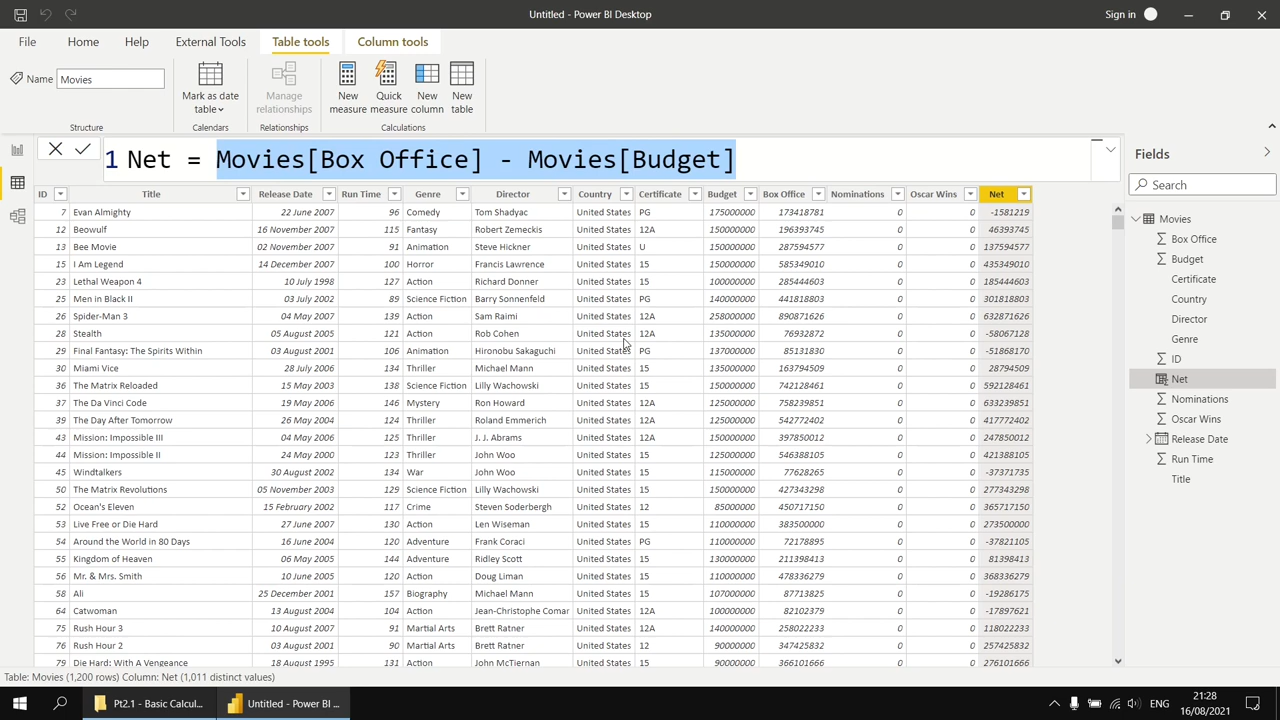 Untitled - Power BI Desktop
Sign in
File Home Help External Tools Table tools Column tools
Name Movies
Mark as date table
Manage relationships
New measure
Quick measure
New column
New table
Structure Calendars Relationships Calculations
1 Net = Movies[Box Office] - Movies[Budget]
ID Title Release Date Run Time Genre Director Country Certificate Budget Box Office Nominations Oscar Wins Net
7 Evan Almighty 22 June 2007 96 Comedy Tom Shadyac United States PG 175000000 173418781 0 0 -1581219
12 Beowulf 16 November 2007 115 Fantasy Robert Zemeckis United States 12A 150000000 196393745 0 0 46393745
13 Bee Movie 02 November 2007 91 Animation Steve Hickner United States U 150000000 287594577 0 0 137594577
15 I Am Legend 14 December 2007 100 Horror Francis Lawrence United States 15 150000000 585349010 0 0 435349010
23 Lethal Weapon 4 10 July 1998 127 Action Richard Donner United States 15 100000000 285444603 0 0 185444603
25 Men in Black II 03 July 2002 89 Science Fiction Barry Sonnenfeld United States PG 140000000 441818803 0 0 301818803
26 Spider-Man 3 04 May 2007 139 Action Sam Raimi United States 12A 258000000 890871626 0 0 632871626
28 Stealth 05 August 2005 121 Action Rob Cohen United States 12A 135000000 76932872 0 0 -58067128
29 Final Fantasy: The Spirits Within 03 August 2001 106 Animation Hironobu Sakaguchi United States PG 137000000 85131830 0 0 -51868170
30 Miami Vice 28 July 2006 134 Thriller Michael Mann United States 15 135000000 163794509 0 0 28794509
36 The Matrix Reloaded 15 May 2003 138 Science Fiction Lilly Wachowski United States 15 150000000 742128461 0 0 592128461
37 The Da Vinci Code 19 May 2006 146 Mystery Ron Howard United States 12A 125000000 758239851 0 0 633239851
39 The Day After Tomorrow 26 May 2004 124 Thriller Roland Emmerich United States 12A 125000000 542772402 0 0 417772402
43 Mission: Impossible III 04 May 2006 125 Thriller J. J. Abrams United States 12A 150000000 397850012 0 0 247850012
44 Mission: Impossible II 24 May 2000 123 Thriller John Woo United States 15 125000000 546388105 0 0 421388105
45 Windtalkers 30 August 2002 134 War John Woo United States 15 115000000 77628265 0 0 -37371735
50 The Matrix Revolutions 05 November 2003 129 Science Fiction Lilly Wachowski United States 15 150000000 427343298 0 0 277343298
52 Ocean's Eleven 15 February 2002 117 Crime Steven Soderbergh United States 12 85000000 450717150 0 0 365717150
53 Live Free or Die Hard 27 June 2007 130 Action Len Wiseman United States 15 110000000 383500000 0 0 273500000
54 Around the World in 80 Days 16 June 2004 120 Adventure Frank Coraci United States PG 110000000 72178895 0 0 -37821105
55 Kingdom of Heaven 06 May 2005 144 Adventure Ridley Scott United States 15 130000000 211398413 0 0 81398413
56 Mr. & Mrs. Smith 10 June 2005 120 Action Doug Liman United States 15 110000000 478336279 0 0 368336279
58 Ali 25 December 2001 157 Biography Michael Mann United States 15 107000000 87713825 0 0 -19286175
64 Catwoman 13 August 2004 104 Action Jean-Christophe Comar United States 12A 100000000 82102379 0 0 -17897621
75 Rush Hour 3 10 August 2007 91 Martial Arts Brett Ratner United States 12A 140000000 258022233 0 0 118022233
76 Rush Hour 2 03 August 2001 90 Martial Arts Brett Ratner United States 12 90000000 347425832 0 0 257425832
79 Die Hard: With A Vengeance 18 August 1995 131 Action John McTiernan United States 15 90000000 366101666 0 0 276101666
Fields
Search
Movies
Box Office
Budget
Certificate
Country
Director
Genre
ID
Net
Nominations
Oscar Wins
Release Date
Run Time
Title
Table: Movies (1,200 rows) Column: Net (1,011 distinct values)
Pt2.1 - Basic Calcul...
Untitled - Power BI ...
ENG
21:28
16/08/2021